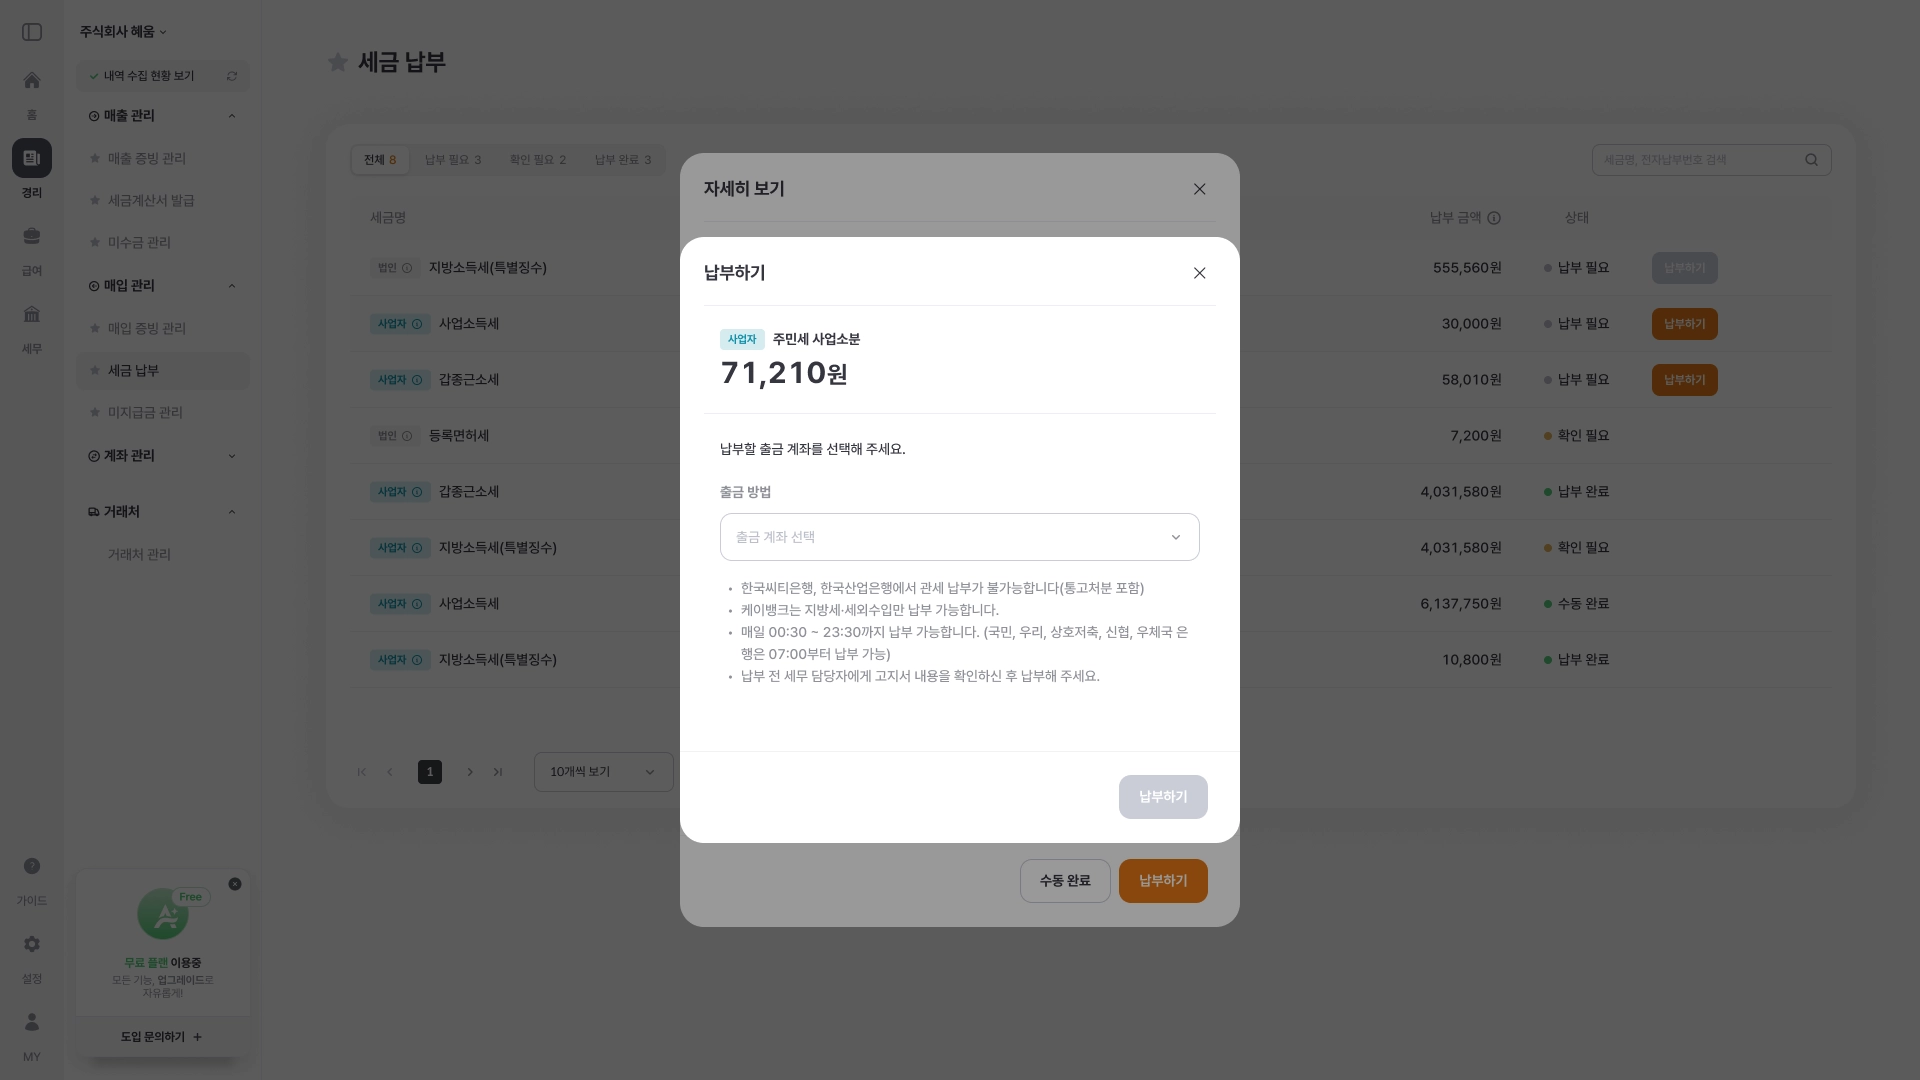 주식회사 혜움
내역 수집 현황 보기
홈
경리
급여
세무
가이드
설정
MY
매출 관리
매출 증빙 관리
세금계산서 발급
미수금 관리
매입 관리
매입 증빙 관리
세금 납부
미지급금 관리
계좌 관리
거래처
거래처 관리
Free
무료 플랜 이용중
모든 기능, 업그레이드로
자유롭게!
도입 문의하기 +
세금 납부
전체 8 납부 필요 3 확인 필요 2 납부 완료 3
세금명, 전자납부번호 검색
세금명 납부 금액 상태
법인 지방소득세(특별징수) 555,560원 납부 필요 납부하기
사업자 사업소득세 30,000원 납부 필요 납부하기
사업자 갑종근소세 58,010원 납부 필요 납부하기
법인 등록면허세 7,200원 확인 필요
사업자 갑종근소세 4,031,580원 납부 완료
사업자 지방소득세(특별징수) 4,031,580원 확인 필요
사업자 사업소득세 6,137,750원 수동 완료
사업자 지방소득세(특별징수) 10,800원 납부 완료
1 10개씩 보기
자세히 보기
납부하기
사업자 주민세 사업소분
71,210원
납부할 출금 계좌를 선택해 주세요.
출금 방법
출금 계좌 선택
• 한국씨티은행, 한국산업은행에서 관세 납부가 불가능합니다(통고처분 포함)
• 케이뱅크는 지방세·세외수입만 납부 가능합니다.
• 매일 00:30 ~ 23:30까지 납부 가능합니다. (국민, 우리, 상호저축, 신협, 우체국 은
행은 07:00부터 납부 가능)
• 납부 전 세무 담당자에게 고지서 내용을 확인하신 후 납부해 주세요.
납부하기
수동 완료 납부하기